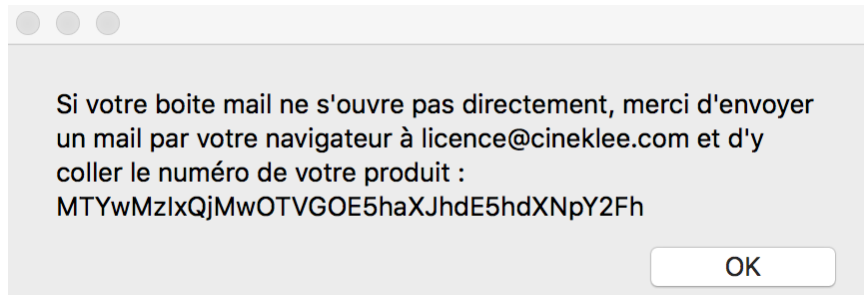 Si votre boite mail ne s'ouvre pas directement, merci d'envoyer
un mail par votre navigateur à licence@cineklee.com et d'y
coller le numéro de votre produit :
MTYwMzIxQjMwOTVGOE5haXJhdE5hdXNpY2Fh
OK